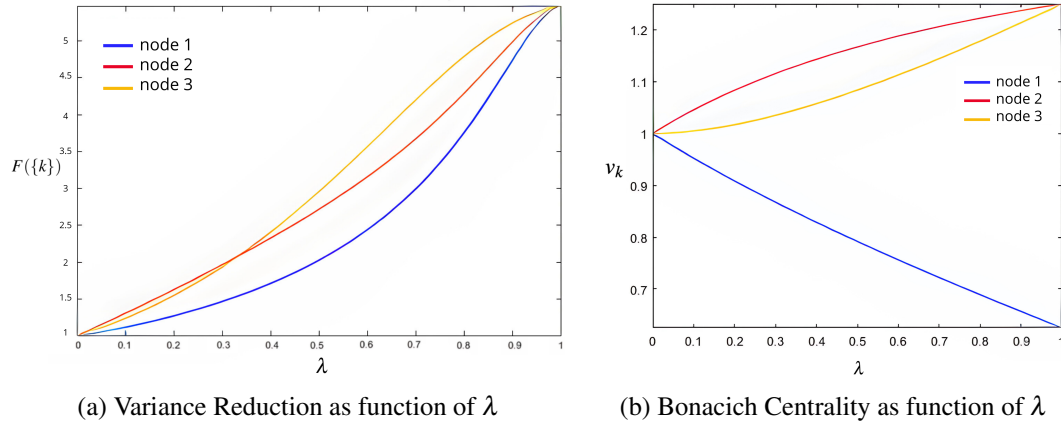 5
4.5
4
3.5
3
2.5
2
1.5
1
F({k})
node 1
node 2
node 3
0 0.1 0.2 0.3 0.4 0.5 0.6 0.7 0.8 0.9 1
λ
(a) Variance Reduction as function of λ
1.2
1.1
1
0.9
0.8
0.7
v_k
node 1
node 2
node 3
0 0.1 0.2 0.3 0.4 0.5 0.6 0.7 0.8 0.9 1
λ
(b) Bonacich Centrality as function of λ